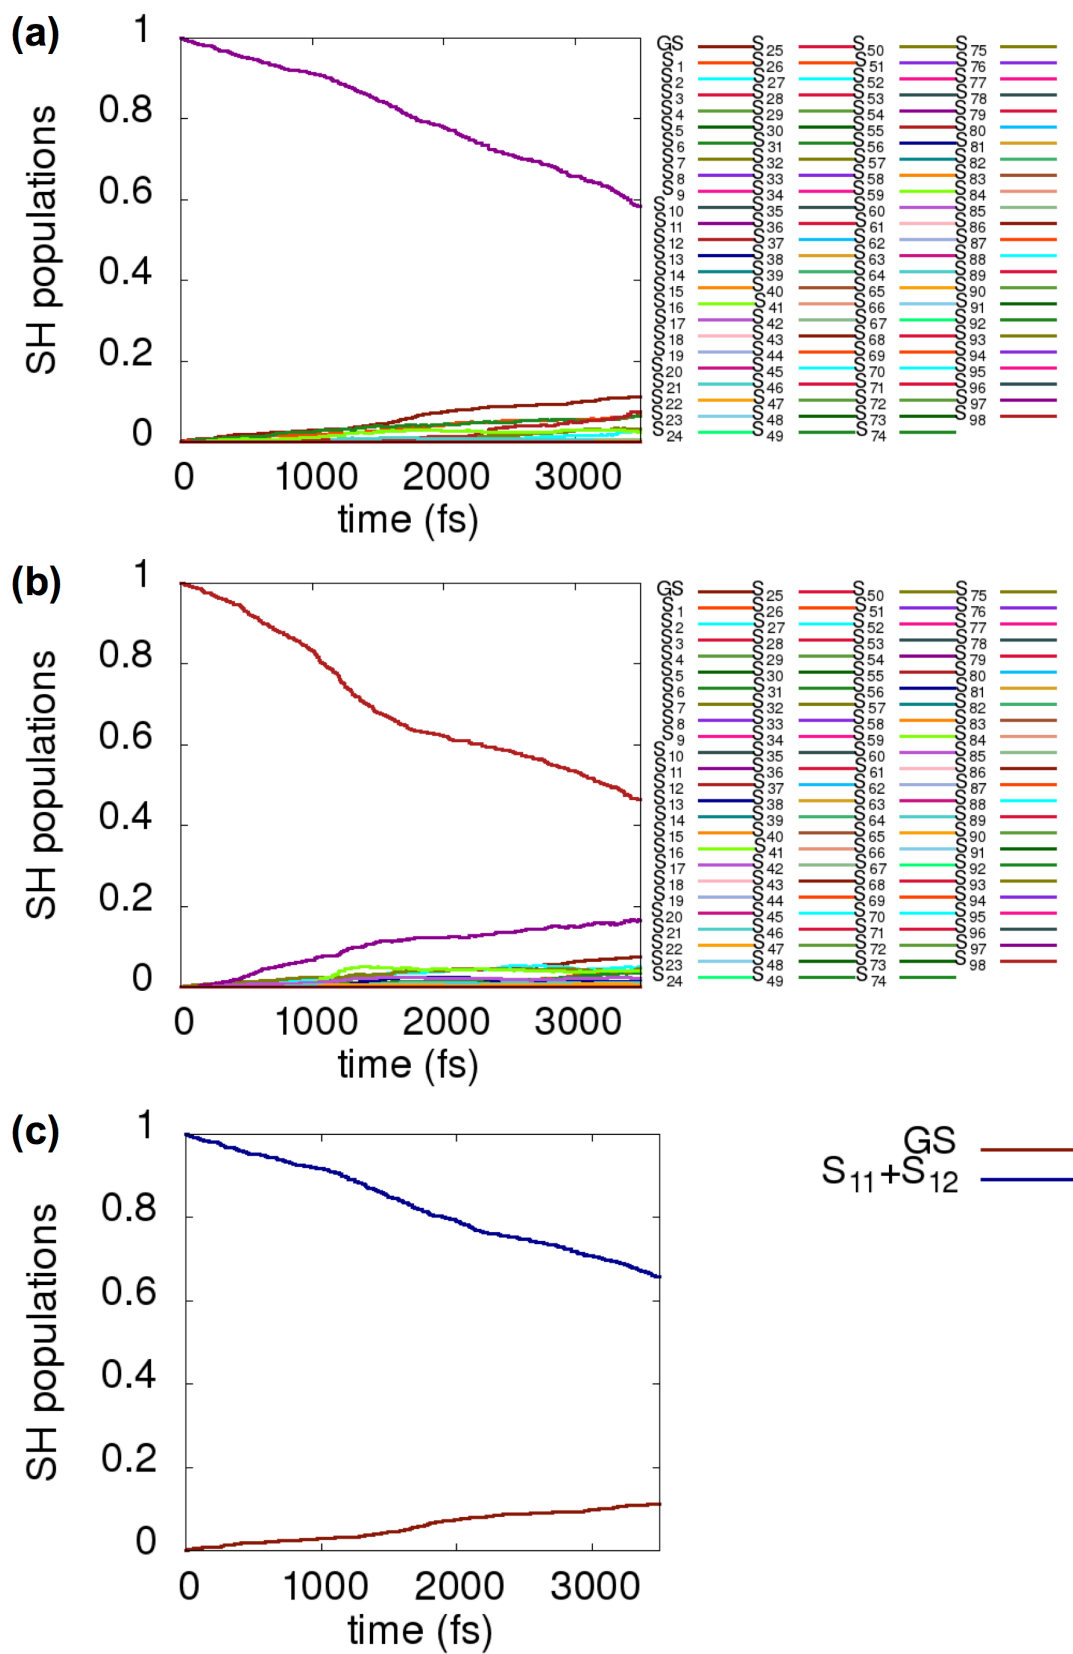 (a)
1
0.8
0.6
0.4
0.2
0
SH populations
0 1000 2000 3000
time (fs)
GS S25 S50 S75
S1 S26 S51 S76
S2 S27 S52 S77
S3 S28 S53 S78
S4 S29 S54 S79
S5 S30 S55 S80
S6 S31 S56 S81
S7 S32 S57 S82
S8 S33 S58 S83
S9 S34 S59 S84
S10 S35 S60 S85
S11 S36 S61 S86
S12 S37 S62 S87
S13 S38 S63 S88
S14 S39 S64 S89
S15 S40 S65 S90
S16 S41 S66 S91
S17 S42 S67 S92
S18 S43 S68 S93
S19 S44 S69 S94
S20 S45 S70 S95
S21 S46 S71 S96
S22 S47 S72 S97
S23 S48 S73 S98
S24 S49 S74
(b)
1
0.8
0.6
0.4
0.2
0
SH populations
0 1000 2000 3000
time (fs)
GS S25 S50 S75
S1 S26 S51 S76
S2 S27 S52 S77
S3 S28 S53 S78
S4 S29 S54 S79
S5 S30 S55 S80
S6 S31 S56 S81
S7 S32 S57 S82
S8 S33 S58 S83
S9 S34 S59 S84
S10 S35 S60 S85
S11 S36 S61 S86
S12 S37 S62 S87
S13 S38 S63 S88
S14 S39 S64 S89
S15 S40 S65 S90
S16 S41 S66 S91
S17 S42 S67 S92
S18 S43 S68 S93
S19 S44 S69 S94
S20 S45 S70 S95
S21 S46 S71 S96
S22 S47 S72 S97
S23 S48 S73 S98
S24 S49 S74
(c)
1
0.8
0.6
0.4
0.2
0
SH populations
0 1000 2000 3000
time (fs)
GS
S11+S12